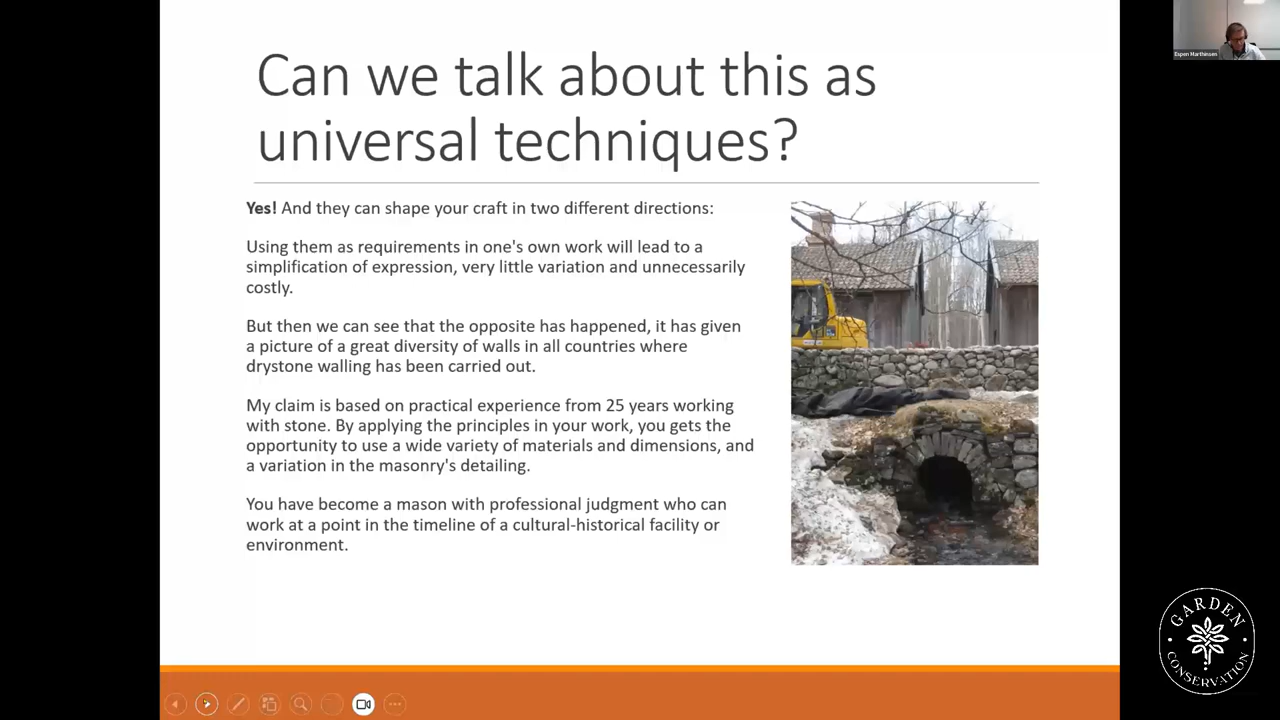 Can we talk about this as
universal techniques?
Yes! And they can shape your craft in two different directions:
Using them as requirements in one's own work will lead to a
simplification of expression, very little variation and unnecessarily
costly.
But then we can see that the opposite has happened, it has given
a picture of a great diversity of walls in all countries where
drystone walling has been carried out.
My claim is based on practical experience from 25 years working
with stone. By applying the principles in your work, you gets the
opportunity to use a wide variety of materials and dimensions, and
a variation in the masonry's detailing.
You have become a mason with professional judgment who can
work at a point in the timeline of a cultural-historical facility or
environment.
Espen Marthinsen
GARDEN
CONSERVATION